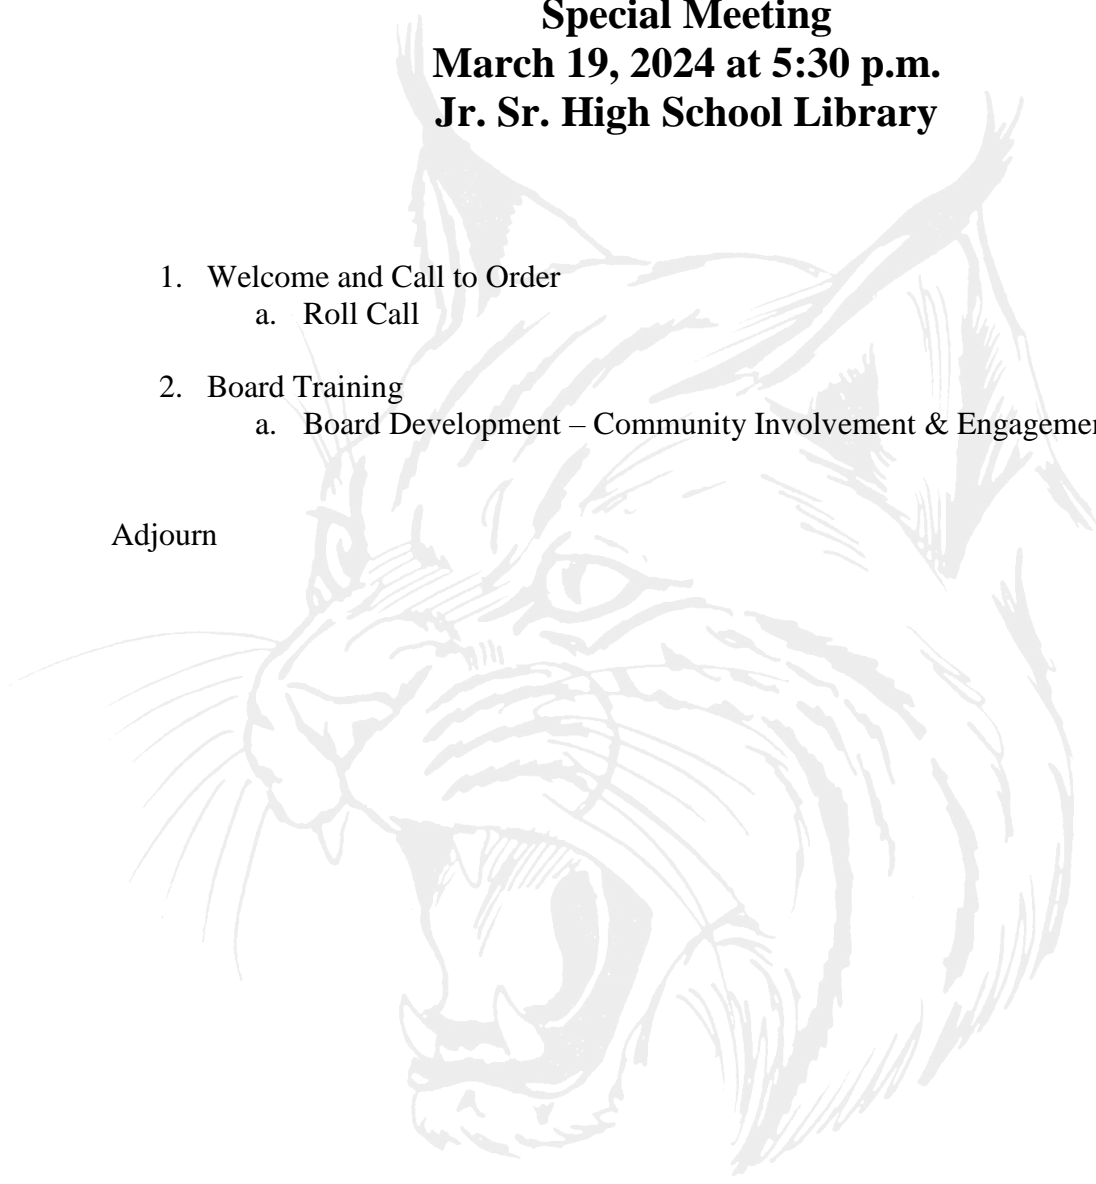 Special Meeting
March 19, 2024 at 5:30 p.m.
Jr. Sr. High School Library
1. Welcome and Call to Order
a. Roll Call
2. Board Training
a. Board Development – Community Involvement &
Adjourn